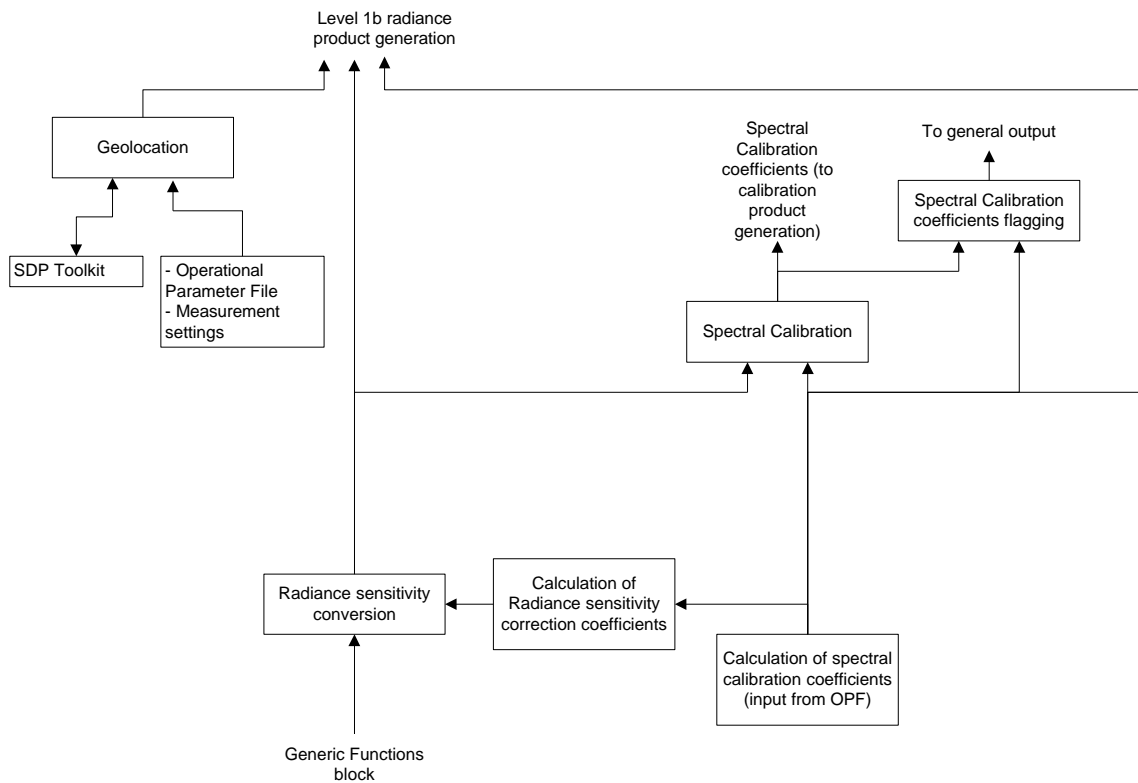 Level 1b radiance
product generation
Geolocation
SDP Toolkit
- Operational
Parameter File
- Measurement
settings
Spectral
Calibration
coefficients (to
calibration
product
generation)
To general output
Spectral Calibration
coefficients flagging
Spectral Calibration
Radiance sensitivity
conversion
Calculation of
Radiance sensitivity
correction coefficients
Calculation of spectral
calibration coefficients
(input from OPF)
Generic Functions
block